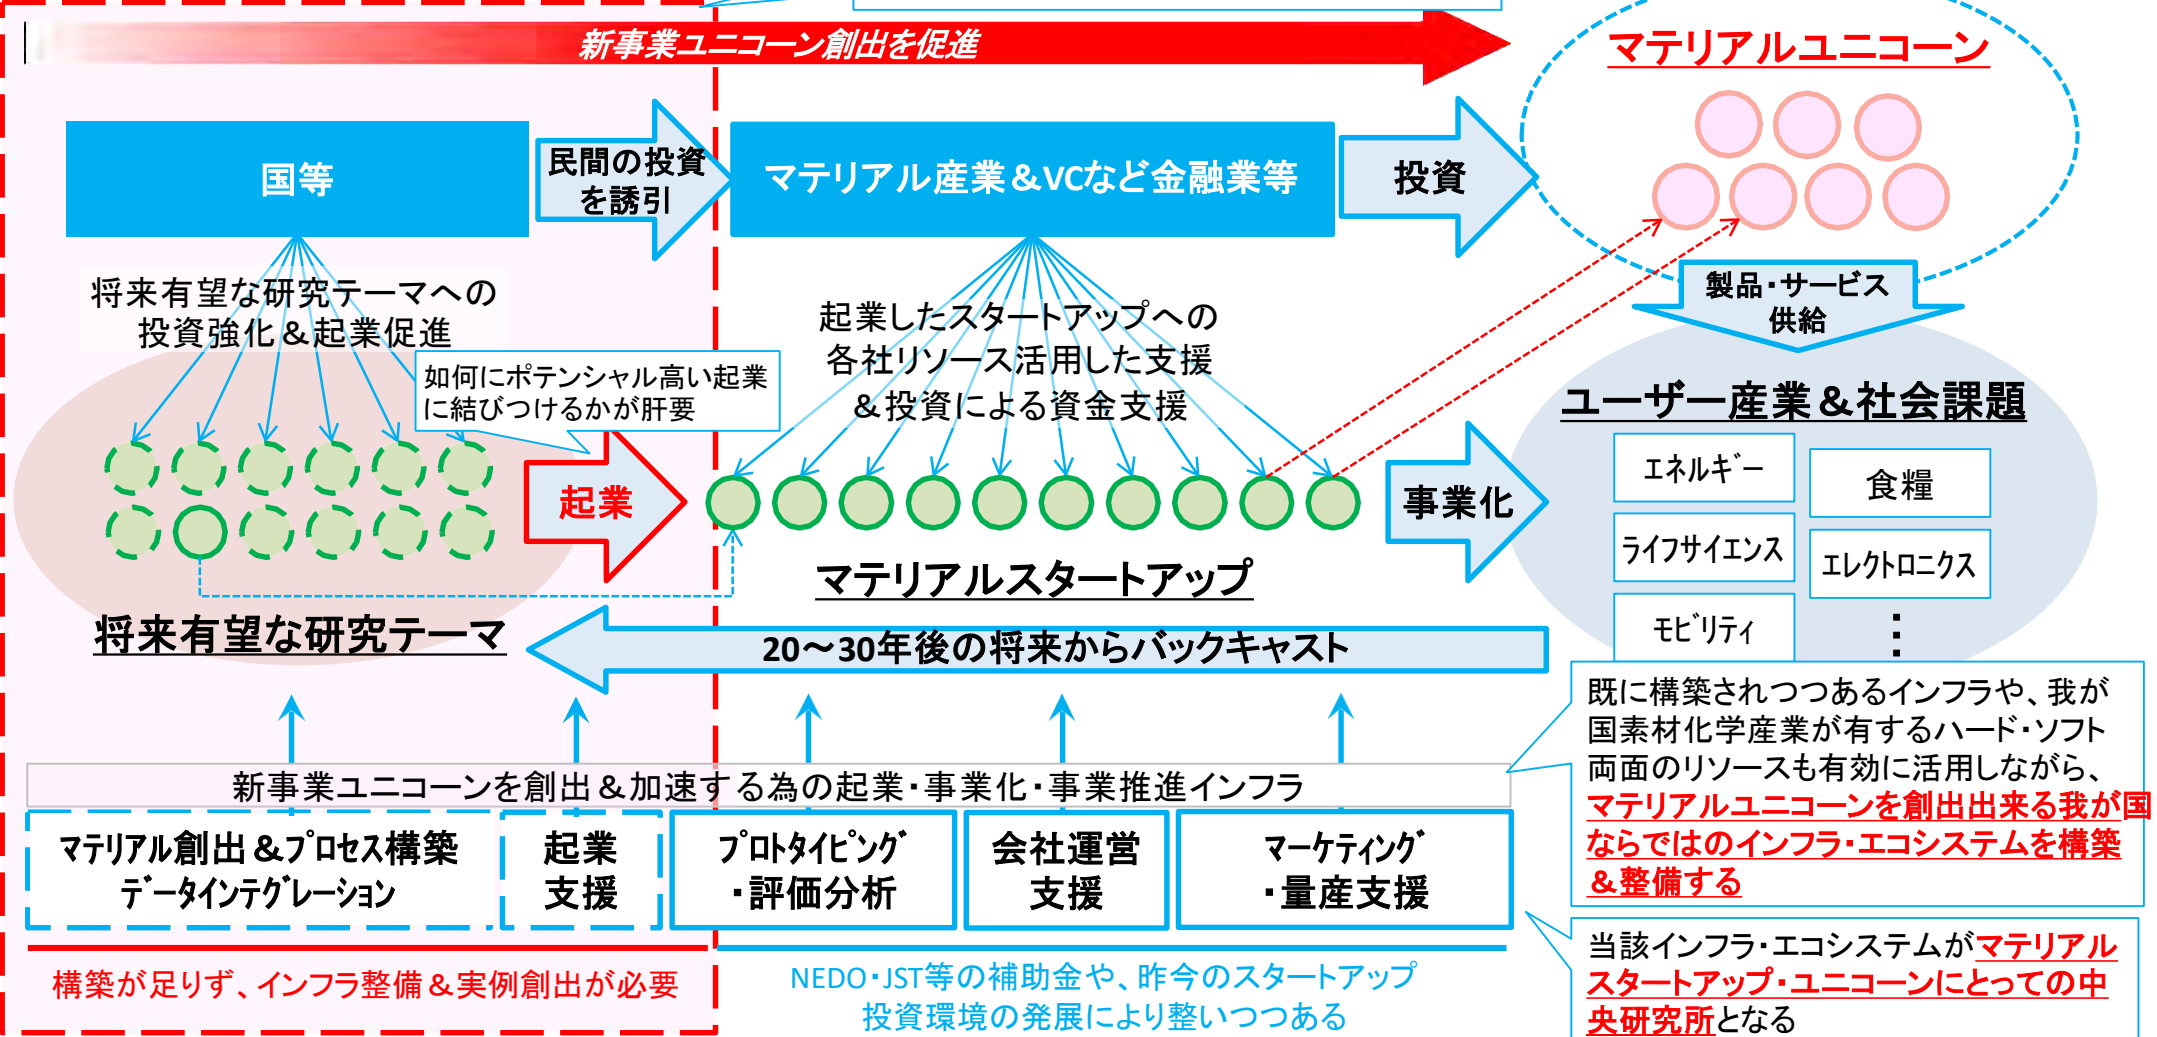 新事業ユニコーン創出を促進
マテリアルユニコーン
国等
民間の投資
を誘引
マテリアル産業＆VCなど金融業等
投資
製品・サービス
供給
将来有望な研究テーマへの
投資強化＆起業促進
起業したスタートアップへの
各社リソース活用した支援
＆投資による資金支援
如何にポテンシャル高い起業
に結びつけるかが肝要
起業
事業化
ユーザー産業＆社会課題
エネルギー
食糧
ライフサイエンス
エレクトロニクス
モビリティ
⋮
マテリアルスタートアップ
将来有望な研究テーマ
20～30年後の将来からバックキャスト
新事業ユニコーンを創出＆加速する為の起業・事業化・事業推進インフラ
マテリアル創出＆プロセス構築
データインテグレーション
起業
支援
プロトタイピング
・評価分析
会社運営
支援
マーケティング
・量産支援
既に構築されつつあるインフラや、我が
国素材化学産業が有するハード・ソフト
両面のリソースも有効に活用しながら、
マテリアルユニコーンを創出出来る我が国
ならではのインフラ・エコシステムを構築
＆整備する
構築が足りず、インフラ整備＆実例創出が必要
NEDO・JST等の補助金や、昨今のスタートアップ
投資環境の発展により整いつつある
当該インフラ・エコシステムがマテリアル
スタートアップ・ユニコーンにとっての中
央研究所となる